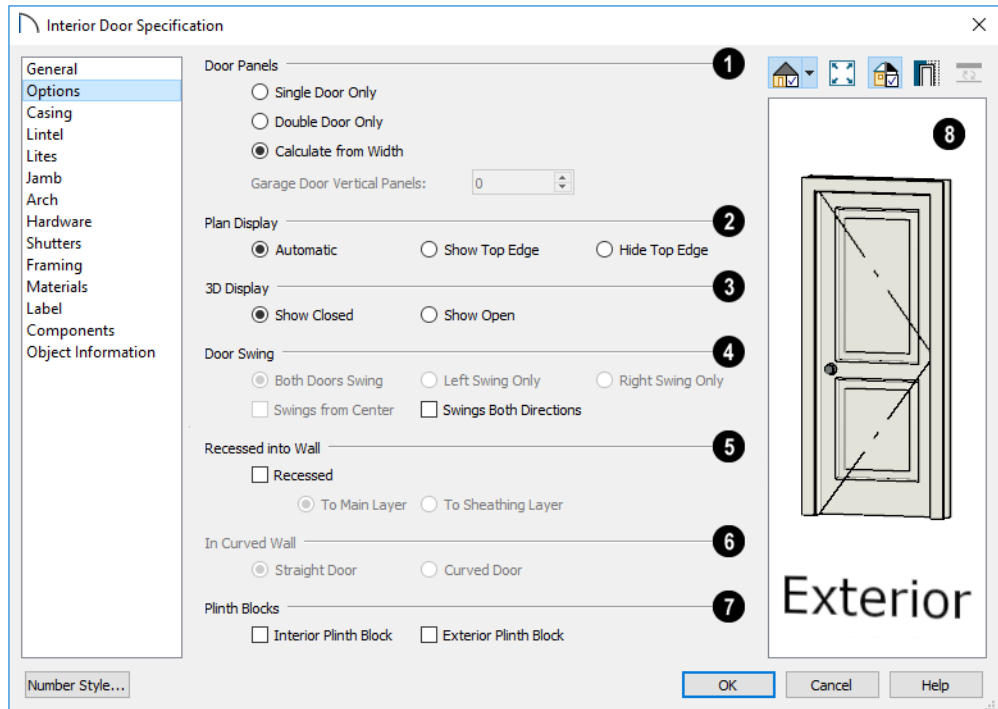 Interior Door Specification
General
Options
Casing
Lintel
Lites
Jamb
Arch
Hardware
Shutters
Framing
Materials
Label
Components
Object Information
Door Panels 1
Single Door Only
Double Door Only
Calculate from Width
Garage Door Vertical Panels: 0
Plan Display 2
Automatic Show Top Edge Hide Top Edge
3D Display 3
Show Closed Show Open
Door Swing 4
Both Doors Swing Left Swing Only Right Swing Only
Swings from Center Swings Both Directions
Recessed into Wall 5
Recessed
To Main Layer To Sheathing Layer
In Curved Wall 6
Straight Door Curved Door
Plinth Blocks 7
Interior Plinth Block Exterior Plinth Block
8
Exterior
Number Style... OK Cancel Help